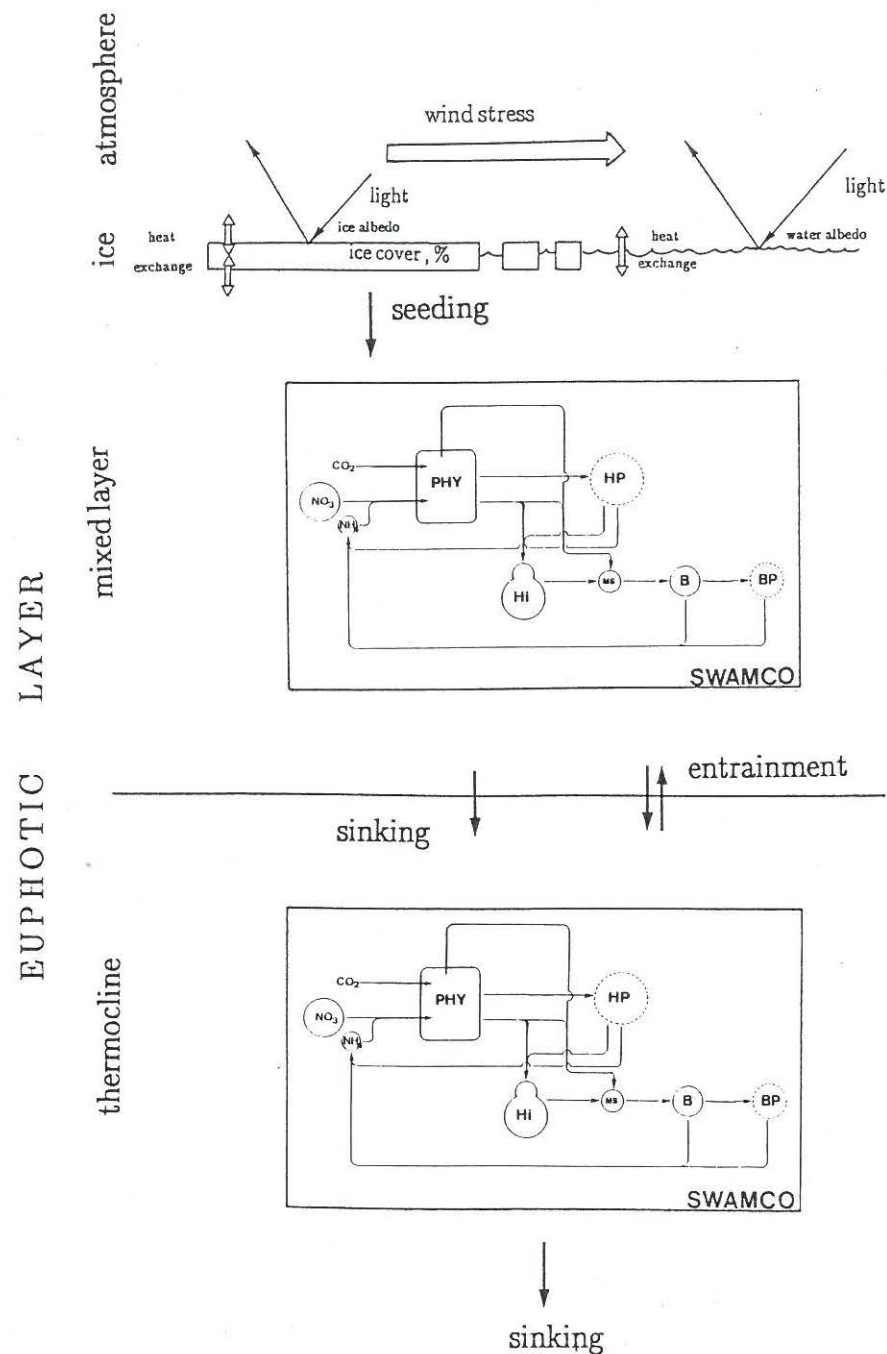 atmosphere
wind stress
light
light
ice
heat
exchange
ice albedo
ice cover, %
heat
exchange
water albedo
seeding
EUPHOTIC LAYER
mixed layer
CO₂
PHY
HP
NO₃
NH₄
Hi
MS
B
BP
SWAMCO
entrainment
sinking
thermocline
CO₂
PHY
HP
NO₃
NH₄
Hi
MS
B
BP
SWAMCO
sinking